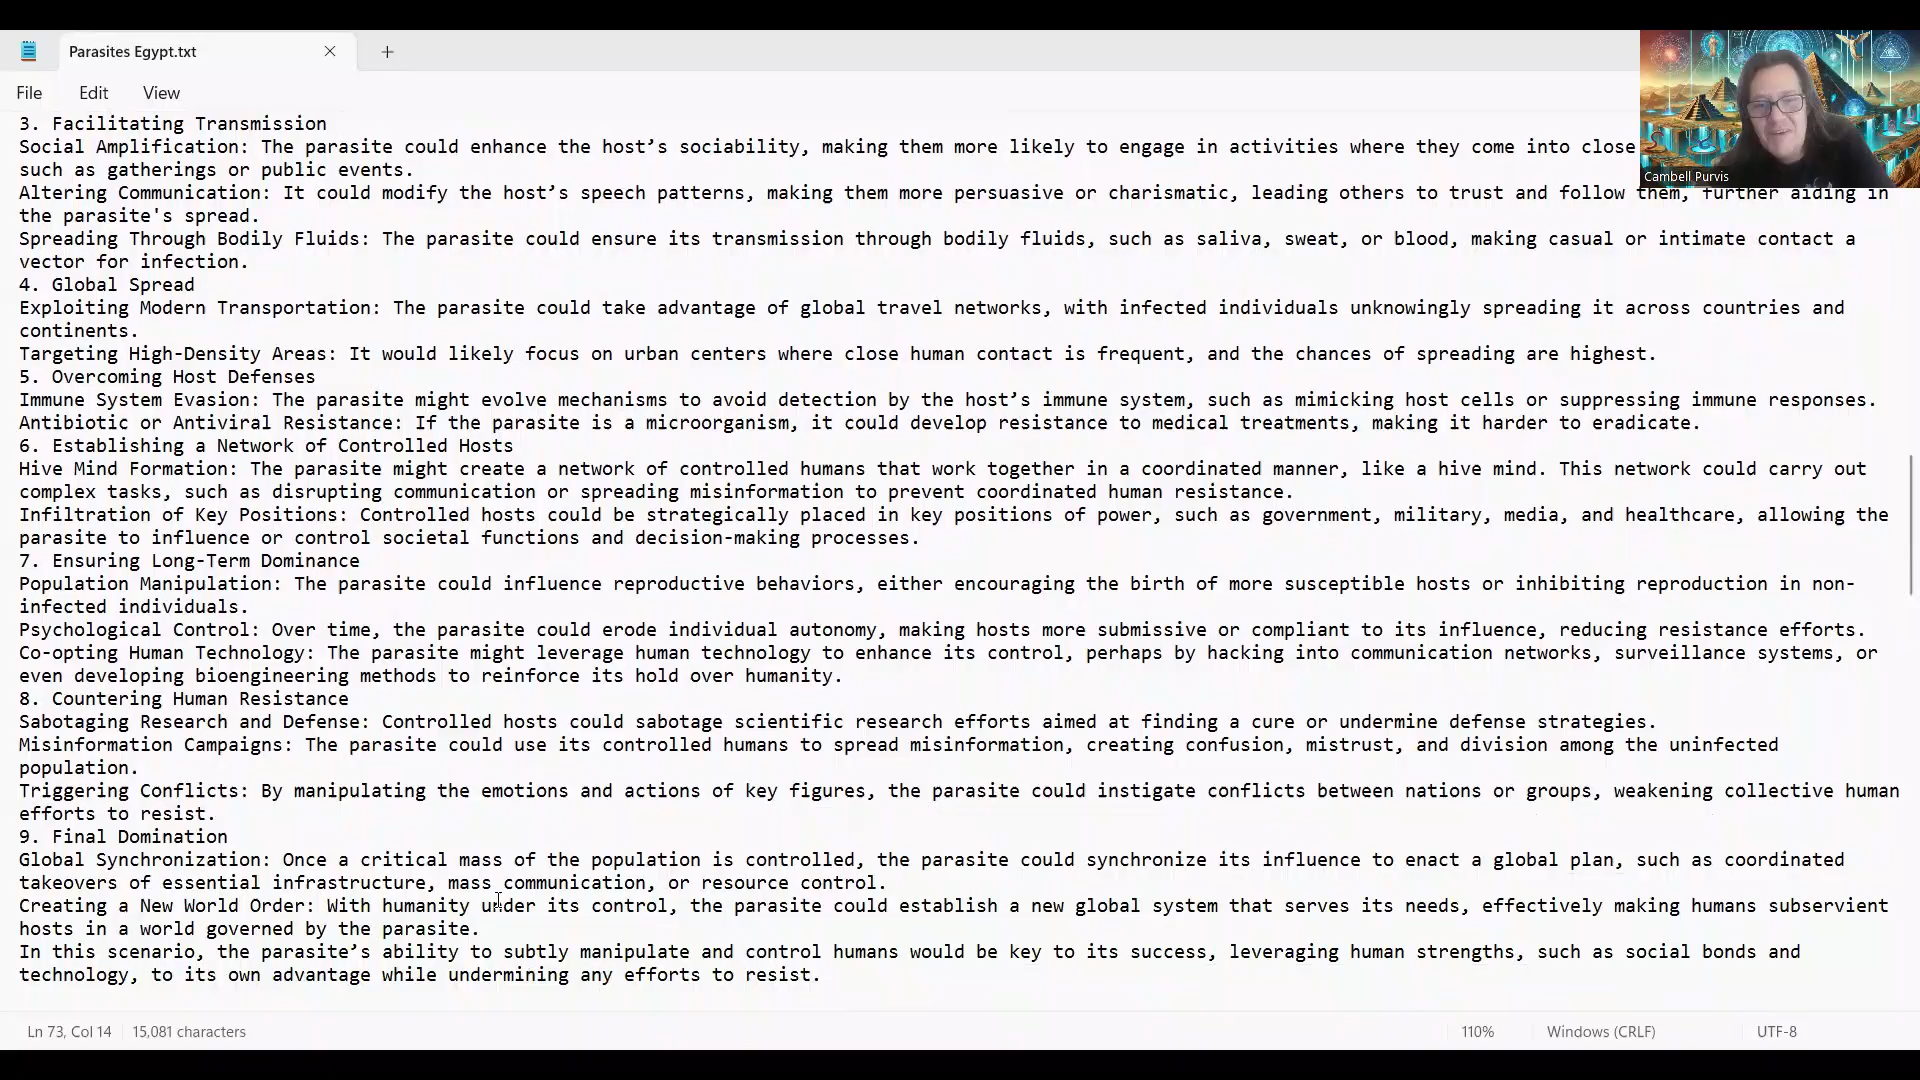 Parasites Egypt.txt
File Edit View
3. Facilitating Transmission
Social Amplification: The parasite could enhance the host’s sociability, making them more likely to engage in activities where they come into close
such as gatherings or public events.
Altering Communication: It could modify the host’s speech patterns, making them more persuasive or charismatic, leading others to trust and follow them, further aiding in
the parasite's spread.
Spreading Through Bodily Fluids: The parasite could ensure its transmission through bodily fluids, such as saliva, sweat, or blood, making casual or intimate contact a
vector for infection.
4. Global Spread
Exploiting Modern Transportation: The parasite could take advantage of global travel networks, with infected individuals unknowingly spreading it across countries and
continents.
Targeting High-Density Areas: It would likely focus on urban centers where close human contact is frequent, and the chances of spreading are highest.
5. Overcoming Host Defenses
Immune System Evasion: The parasite might evolve mechanisms to avoid detection by the host’s immune system, such as mimicking host cells or suppressing immune responses.
Antibiotic or Antiviral Resistance: If the parasite is a microorganism, it could develop resistance to medical treatments, making it harder to eradicate.
6. Establishing a Network of Controlled Hosts
Hive Mind Formation: The parasite might create a network of controlled humans that work together in a coordinated manner, like a hive mind. This network could carry out
complex tasks, such as disrupting communication or spreading misinformation to prevent coordinated human resistance.
Infiltration of Key Positions: Controlled hosts could be strategically placed in key positions of power, such as government, military, media, and healthcare, allowing the
parasite to influence or control societal functions and decision-making processes.
7. Ensuring Long-Term Dominance
Population Manipulation: The parasite could influence reproductive behaviors, either encouraging the birth of more susceptible hosts or inhibiting reproduction in non-
infected individuals.
Psychological Control: Over time, the parasite could erode individual autonomy, making hosts more submissive or compliant to its influence, reducing resistance efforts.
Co-opting Human Technology: The parasite might leverage human technology to enhance its control, perhaps by hacking into communication networks, surveillance systems, or
even developing bioengineering methods to reinforce its hold over humanity.
8. Countering Human Resistance
Sabotaging Research and Defense: Controlled hosts could sabotage scientific research efforts aimed at finding a cure or undermine defense strategies.
Misinformation Campaigns: The parasite could use its controlled humans to spread misinformation, creating confusion, mistrust, and division among the uninfected
population.
Triggering Conflicts: By manipulating the emotions and actions of key figures, the parasite could instigate conflicts between nations or groups, weakening collective human
efforts to resist.
9. Final Domination
Global Synchronization: Once a critical mass of the population is controlled, the parasite could synchronize its influence to enact a global plan, such as coordinated
takeovers of essential infrastructure, mass communication, or resource control.
Creating a New World Order: With humanity under its control, the parasite could establish a new global system that serves its needs, effectively making humans subservient
hosts in a world governed by the parasite.
In this scenario, the parasite’s ability to subtly manipulate and control humans would be key to its success, leveraging human strengths, such as social bonds and
technology, to its own advantage while undermining any efforts to resist.
Cambell Purvis
Ln 73, Col 14 15,081 characters 110% Windows (CRLF) UTF-8